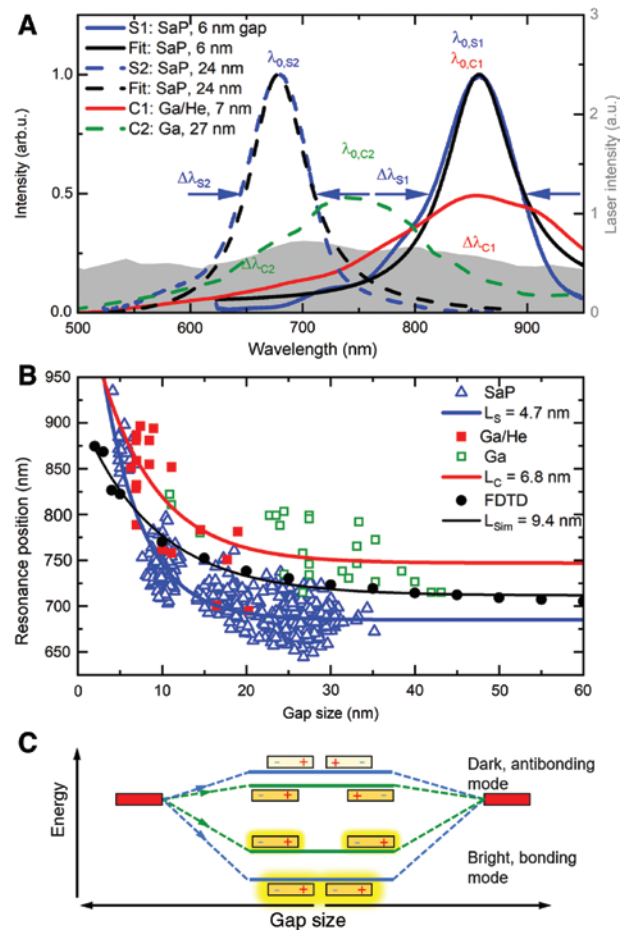 A
S1: SaP, 6 nm gap
Fit: SaP, 6 nm
S2: SaP, 24 nm
Fit: SaP, 24 nm
C1: Ga/He, 7 nm
C2: Ga, 27 nm
λ0,S2
λ0,S1
λ0,C1
λ0,C2
ΔλS2
ΔλS1
ΔλC2
ΔλC1
1.0
0.5
0.0
Intensity (arb.u.)
3
2
1
0
Laser intensity (a.u.)
500 600 700 800 900
Wavelength (nm)
B
950
900
850
800
750
700
650
Resonance position (nm)
SaP
LS = 4.7 nm
Ga/He
Ga
LC = 6.8 nm
FDTD
LSim = 9.4 nm
0 10 20 30 40 50 60
Gap size (nm)
C
Energy
- + + -
Dark, antibonding
mode
- + - +
- + - +
Bright, bonding
mode
- + - +
Gap size